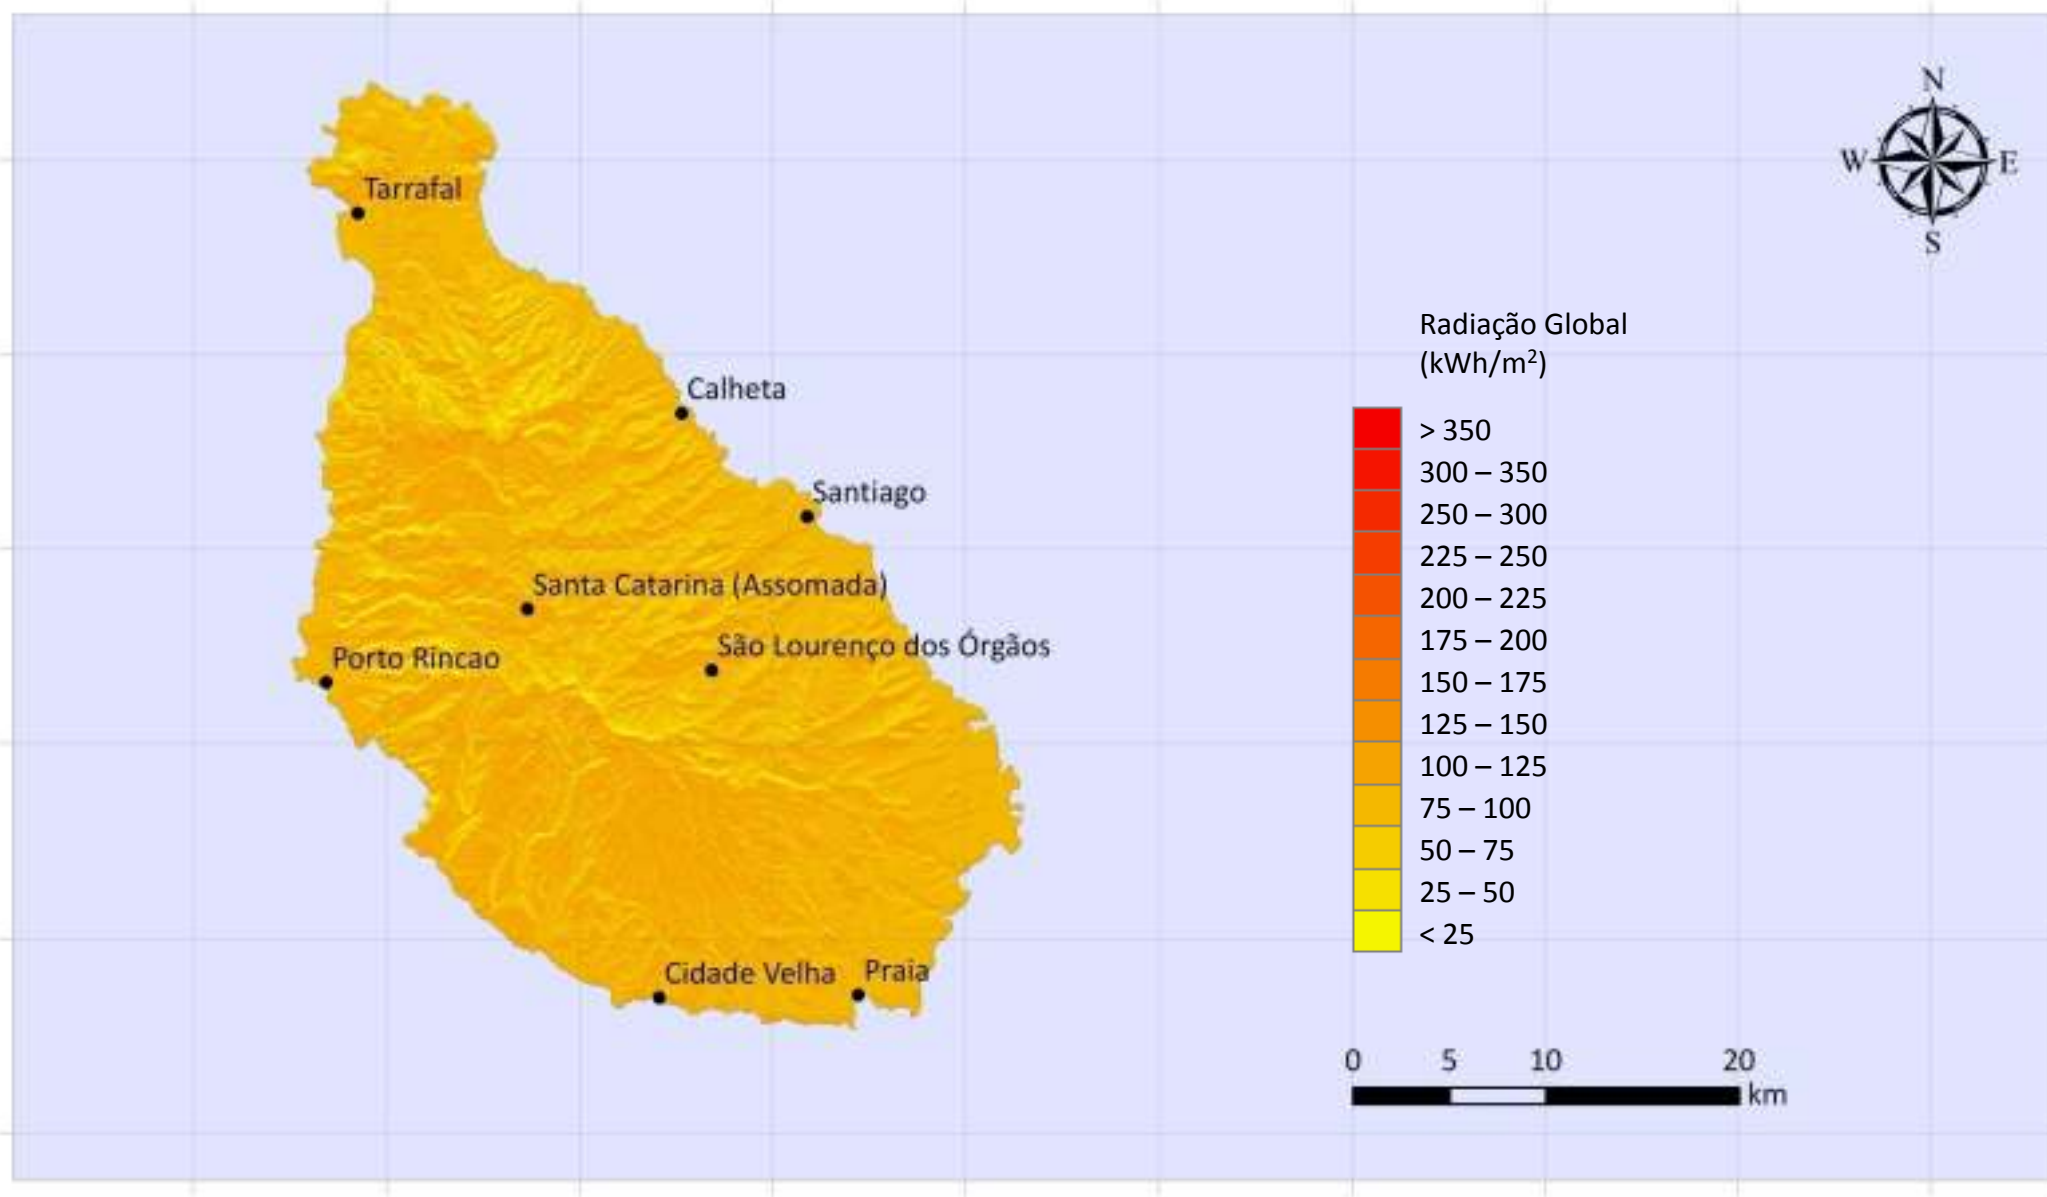 N
W
E
S
Tarrafal
Calheta
Santiago
Santa Catarina (Assomada)
São Lourenço dos Órgãos
Porto Rincao
Cidade Velha
Praia
Radiação Global
(kWh/m²)
> 350
300 – 350
250 – 300
225 – 250
200 – 225
175 – 200
150 – 175
125 – 150
100 – 125
75 – 100
50 – 75
25 – 50
< 25
0 5 10 20
km